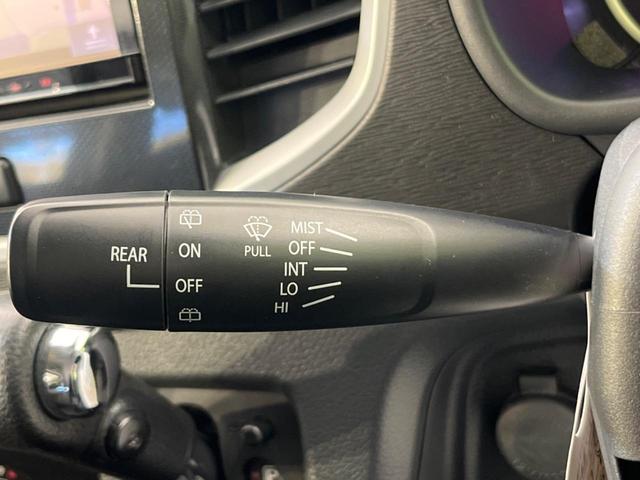 REAR
ON
OFF
PULL
MIST
OFF
INT
LO
HI